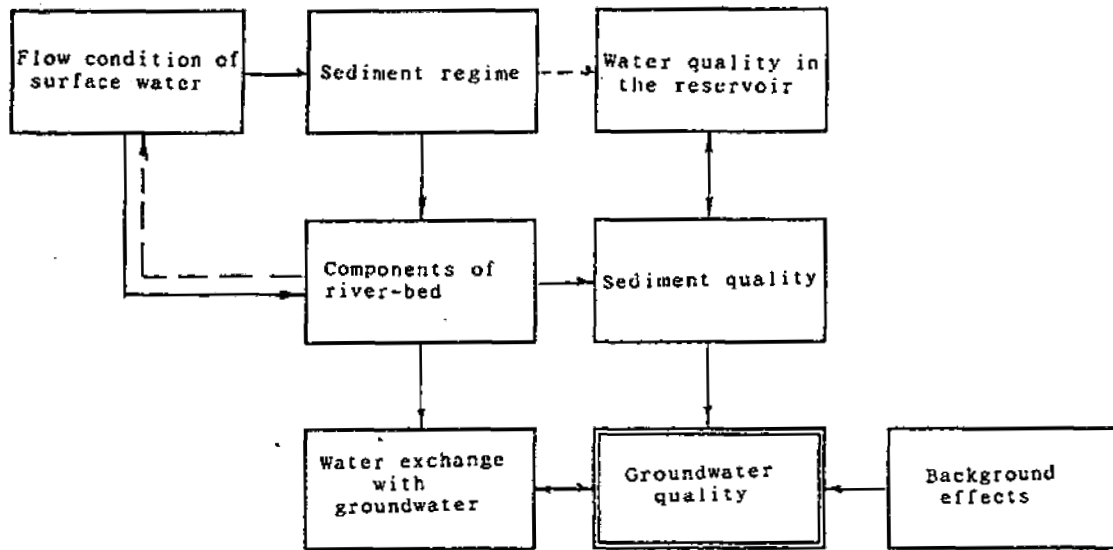 Flow condition of
surface water
Sediment regime
Water quality in
the reservoir
Components of
river-bed
Sediment quality
Water exchange
with
groundwater
Groundwater
quality
Background
effects